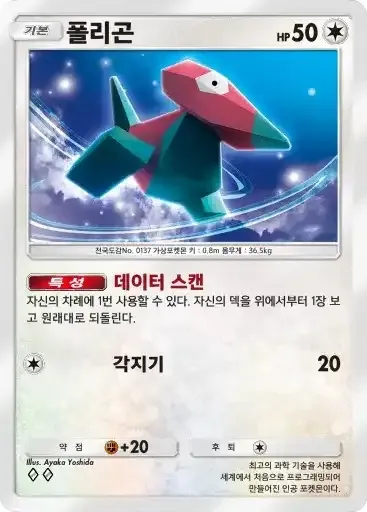 기본 폴리곤 HP 50
전국도감No. 0137 가상포켓몬 키 : 0.8m 몸무게 : 36.5kg
특성 데이터 스캔
자신의 차례에 1번 사용할 수 있다. 자신의 덱을 위에서부터 1장 보
고 원래대로 되돌린다.
각지기 20
약점 +20 후퇴
Illus. Ayaka Yoshida
최고의 과학 기술을 사용해
세계에서 처음으로 프로그래밍되어
만들어진 인공 포켓몬이다.